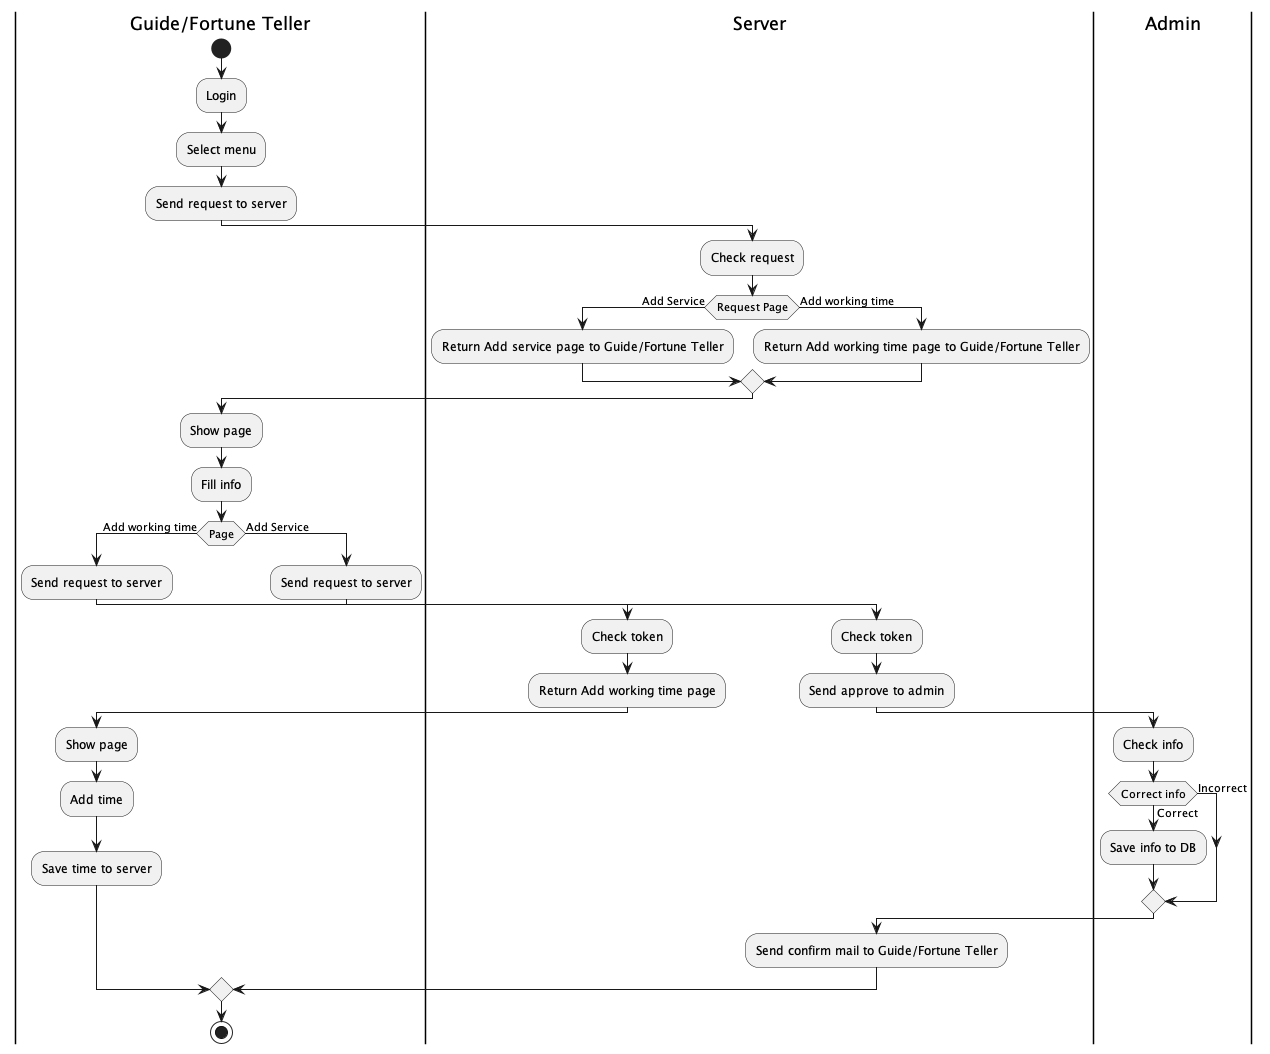 Guide/Fortune Teller
Server
Admin
Login
Select menu
Send request to server
Check request
Add Service
Request Page
Add working time
Return Add service page to Guide/Fortune Teller
Return Add working time page to Guide/Fortune Teller
Show page
Fill info
Add working time
Page
Add Service
Send request to server
Send request to server
Check token
Check token
Return Add working time page
Send approve to admin
Show page
Check info
Add time
Correct info
Incorrect
Correct
Save time to server
Save info to DB
Send confirm mail to Guide/Fortune Teller